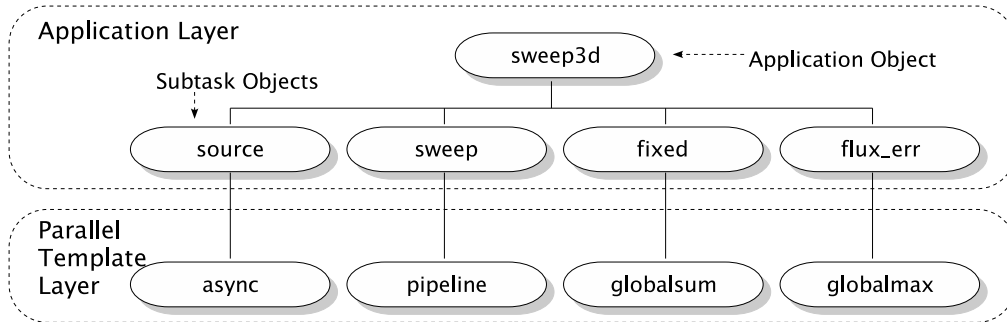 Application Layer
sweep3d
Application Object
Subtask Objects
source
sweep
fixed
flux_err
Parallel
Template
Layer
async
pipeline
globalsum
globalmax